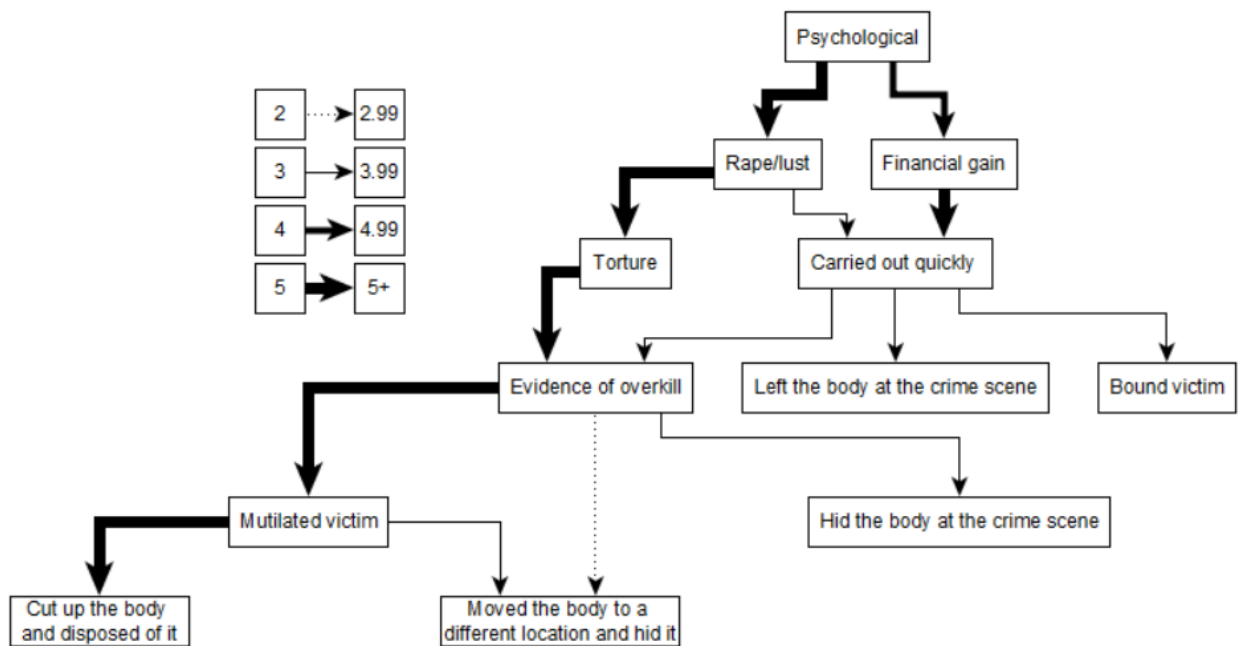 Psychological
2
2.99
3
3.99
Rape/lust
Financial gain
4
4.99
Torture
Carried out quickly
5
5+
Evidence of overkill
Left the body at the crime scene
Bound victim
Mutilated victim
Hid the body at the crime scene
Cut up the body
and disposed of it
Moved the body to a
different location and hid it